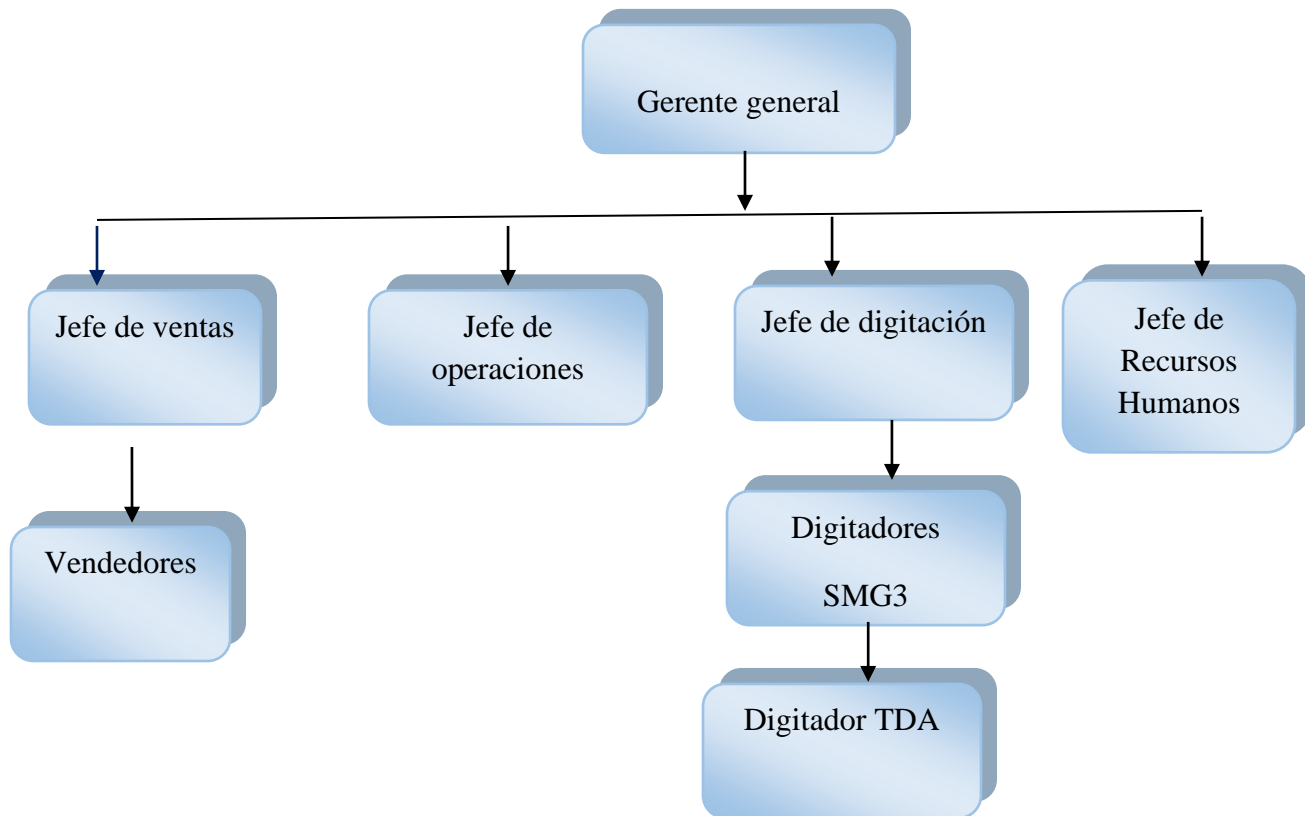 Gerente general
Jefe de ventas
Jefe de
operaciones
Jefe de digitación
Jefe de
Recursos
Humanos
Vendedores
Digitadores
SMG3
Digitador TDA